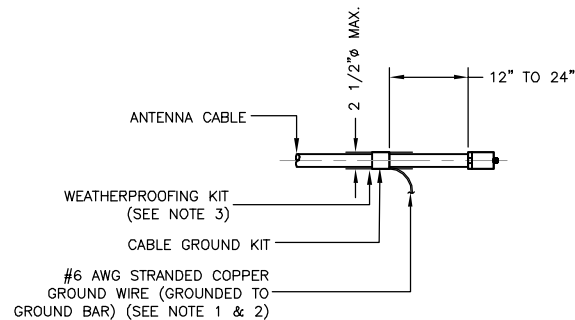 2 1/2"ø MAX.
12" TO 24"
ANTENNA CABLE
WEATHERPROOFING KIT
(SEE NOTE 3)
CABLE GROUND KIT
#6 AWG STRANDED COPPER
GROUND WIRE (GROUNDED TO
GROUND BAR) (SEE NOTE 1 & 2)